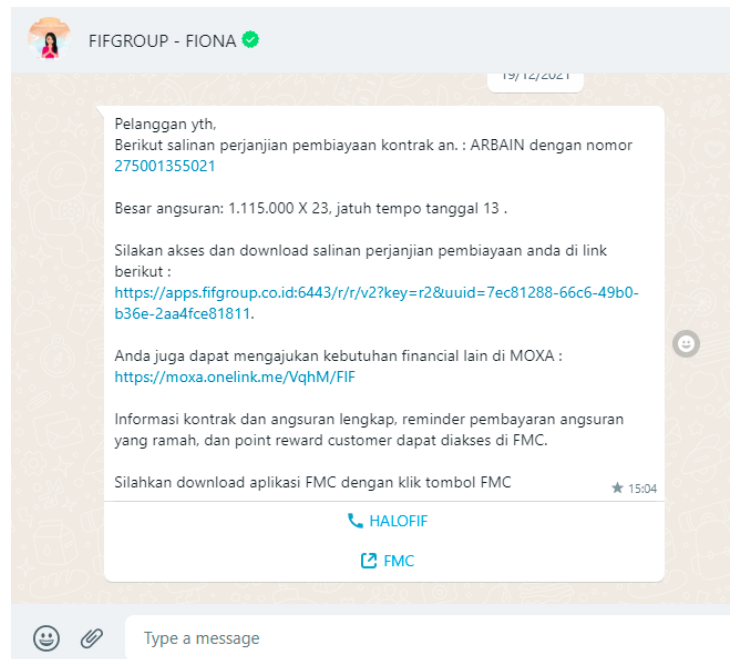 FIFGROUP - FIONA
19/12/2021
Pelanggan yth,
Berikut salinan perjanjian pembiayaan kontrak an. : ARBAIN dengan nomor
275001355021
Besar angsuran: 1.115.000 X 23, jatuh tempo tanggal 13 .
Silakan akses dan download salinan perjanjian pembiayaan anda di link
berikut :
https://apps.fifgroup.co.id:6443/r/r/v2?key=r2&uuid=7ec81288-66c6-49b0-
b36e-2aa4fce81811.
Anda juga dapat mengajukan kebutuhan financial lain di MOXA :
https://moxa.onelink.me/VqhM/FIF
Informasi kontrak dan angsuran lengkap, reminder pembayaran angsuran
yang ramah, dan point reward customer dapat diakses di FMC.
Silahkan download aplikasi FMC dengan klik tombol FMC
15:04
HALOFIF
FMC
Type a message